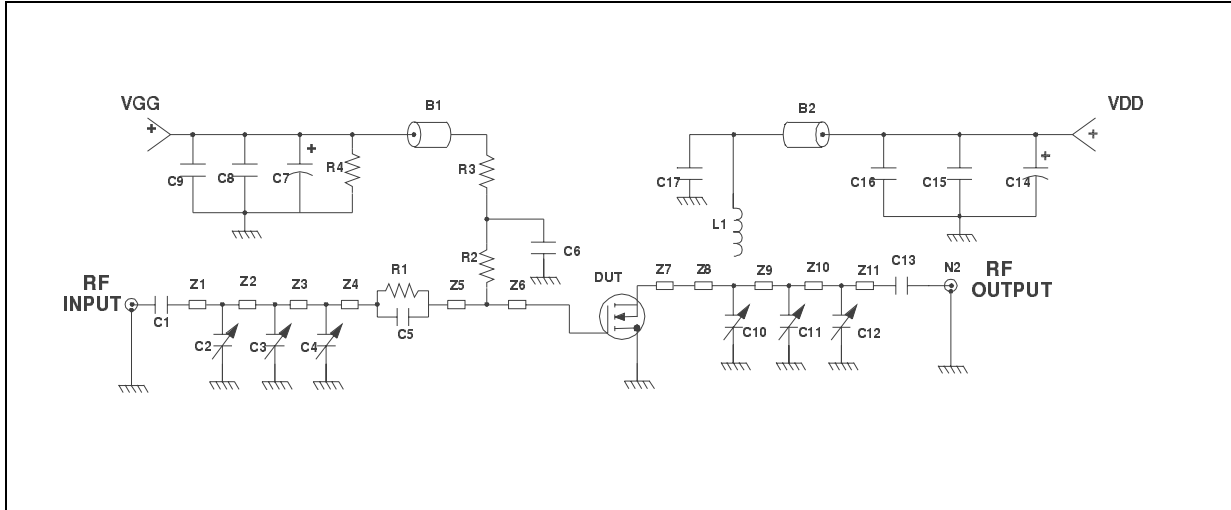 VGG
B1
B2
VDD
+
+
+
+
C9
C8
C7
R4
R3
C17
C16
C15
C14
L1
R2
C6
RF
INPUT
Z1
Z2
Z3
Z4
R1
Z5
Z6
DUT
Z7
Z8
Z9
Z10
Z11
C13
N2
RF
OUTPUT
C1
C2
C3
C4
C5
C10
C11
C12